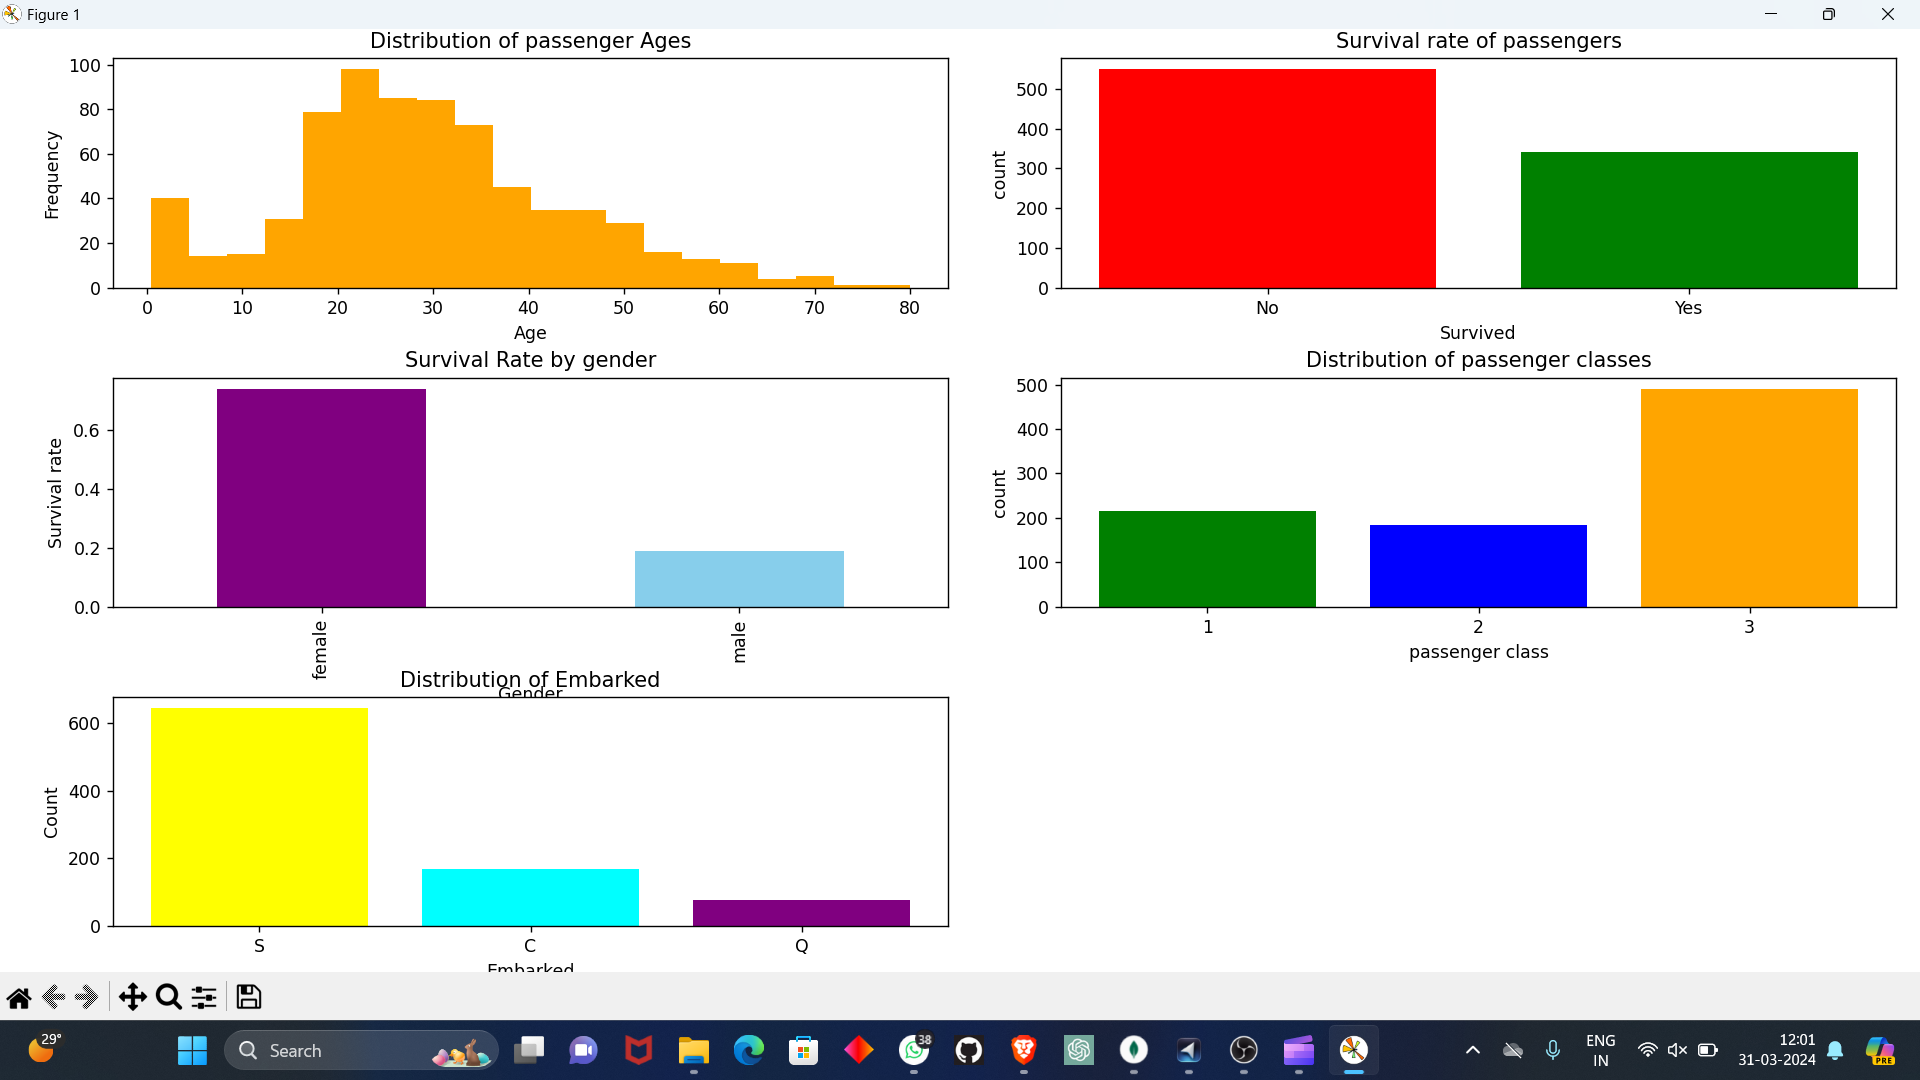 Figure 1
Distribution of passenger Ages
100
80
60
40
20
0
Frequency
0 10 20 30 40 50 60 70 80
Age
Survival rate of passengers
500
400
300
200
100
0
count
No Yes
Survived
Survival Rate by gender
0.6
0.4
0.2
0.0
Survival rate
female male
Gender
Distribution of passenger classes
500
400
300
200
100
0
count
1 2 3
passenger class
Distribution of Embarked
600
400
200
0
Count
S C Q
Embarked
29°
Search
38
ENG
IN
12:01
31-03-2024
PRE